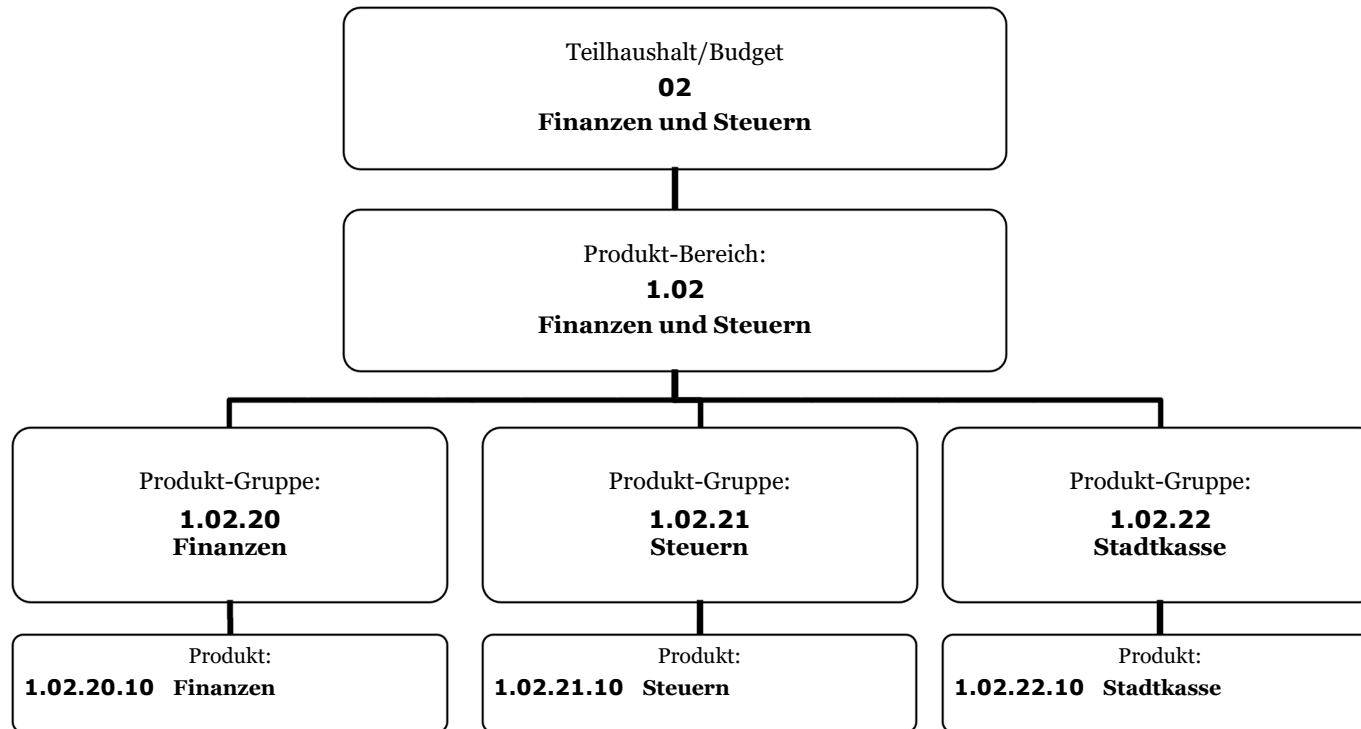 Teilhaushalt/Budget
02
Finanzen und Steuern
Produkt-Bereich:
1.02
Finanzen und Steuern
Produkt-Gruppe:
1.02.20
Finanzen
Produkt-Gruppe:
1.02.21
Steuern
Produkt-Gruppe:
1.02.22
Stadtkasse
Produkt:
1.02.20.10 Finanzen
Produkt:
1.02.21.10 Steuern
Produkt:
1.02.22.10 Stadtkasse